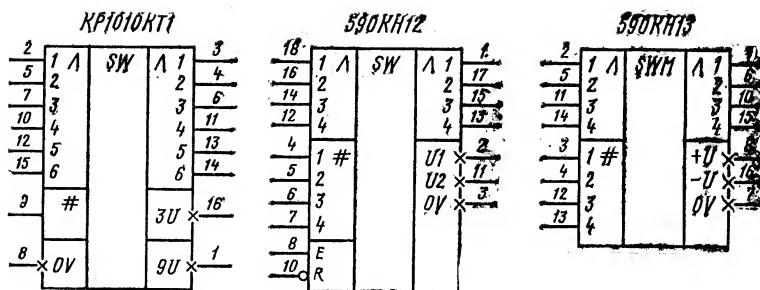 КР1010КТ1
2 1 Λ SW Λ 1 3
5 2 2 4
7 3 3 6
10 4 4 11
12 5 5 13
15 6 6 14
9 # 3U 16
8 0V 9U 1
590КН12
18 1 Λ SW Λ 1 1
16 2 2 17
14 3 3 15
12 4 4 13
4 1 # U1 2
5 2 U2 11
6 3 0V 3
7 4
8 E
10 R
590КН13
2 1 Λ SWM Λ 1
5 2 2 6
11 3 3 10
14 4 4 15
3 1 # +U
4 2 -U 16
12 3 0V
13 4